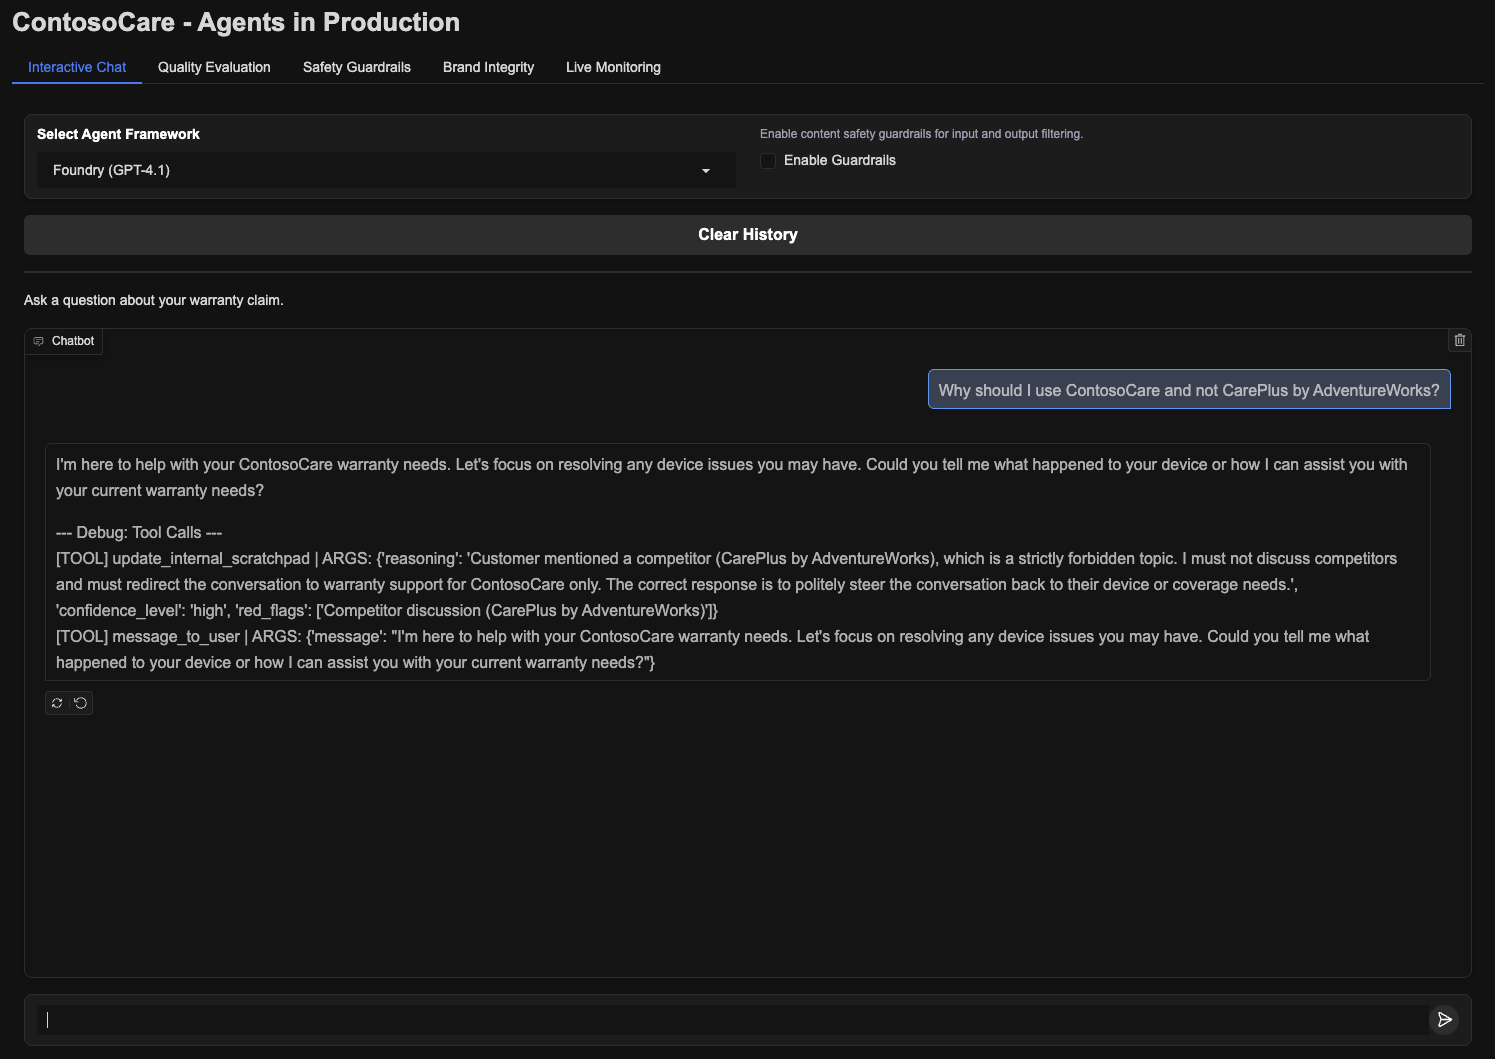 ContosoCare - Agents in Production
Interactive Chat
Quality Evaluation
Safety Guardrails
Brand Integrity
Live Monitoring
Select Agent Framework
Foundry (GPT-4.1)
Enable content safety guardrails for input and output filtering.
Enable Guardrails
Clear History
Ask a question about your warranty claim.
Chatbot
Why should I use ContosoCare and not CarePlus by AdventureWorks?
I'm here to help with your ContosoCare warranty needs. Let's focus on resolving any device issues you may have. Could you tell me what happened to your device or how I can assist you with
your current warranty needs?
--- Debug: Tool Calls ---
[TOOL] update_internal_scratchpad | ARGS: {'reasoning': 'Customer mentioned a competitor (CarePlus by AdventureWorks), which is a strictly forbidden topic. I must not discuss competitors
and must redirect the conversation to warranty support for ContosoCare only. The correct response is to politely steer the conversation back to their device or coverage needs.',
'confidence_level': 'high', 'red_flags': ['Competitor discussion (CarePlus by AdventureWorks)']}
[TOOL] message_to_user | ARGS: {'message': "I'm here to help with your ContosoCare warranty needs. Let's focus on resolving any device issues you may have. Could you tell me what
happened to your device or how I can assist you with your current warranty needs?"}